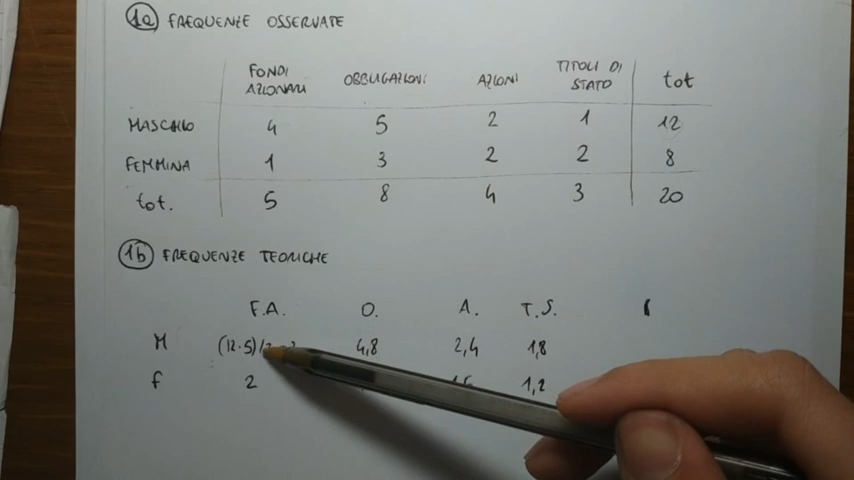 1a FREQUENZE OSSERVATE
FONDI AZIONARI OBBLIGAZIONI AZIONI TITOLI DI STATO tot
MASCHIO 4 5 2 1 12
FEMMINA 1 3 2 2 8
tot. 5 8 4 3 20
1b FREQUENZE TEORICHE
F.A. O. A. T.S.
M (12·5)/ 4,8 2,4 1,8
f 2 1,2